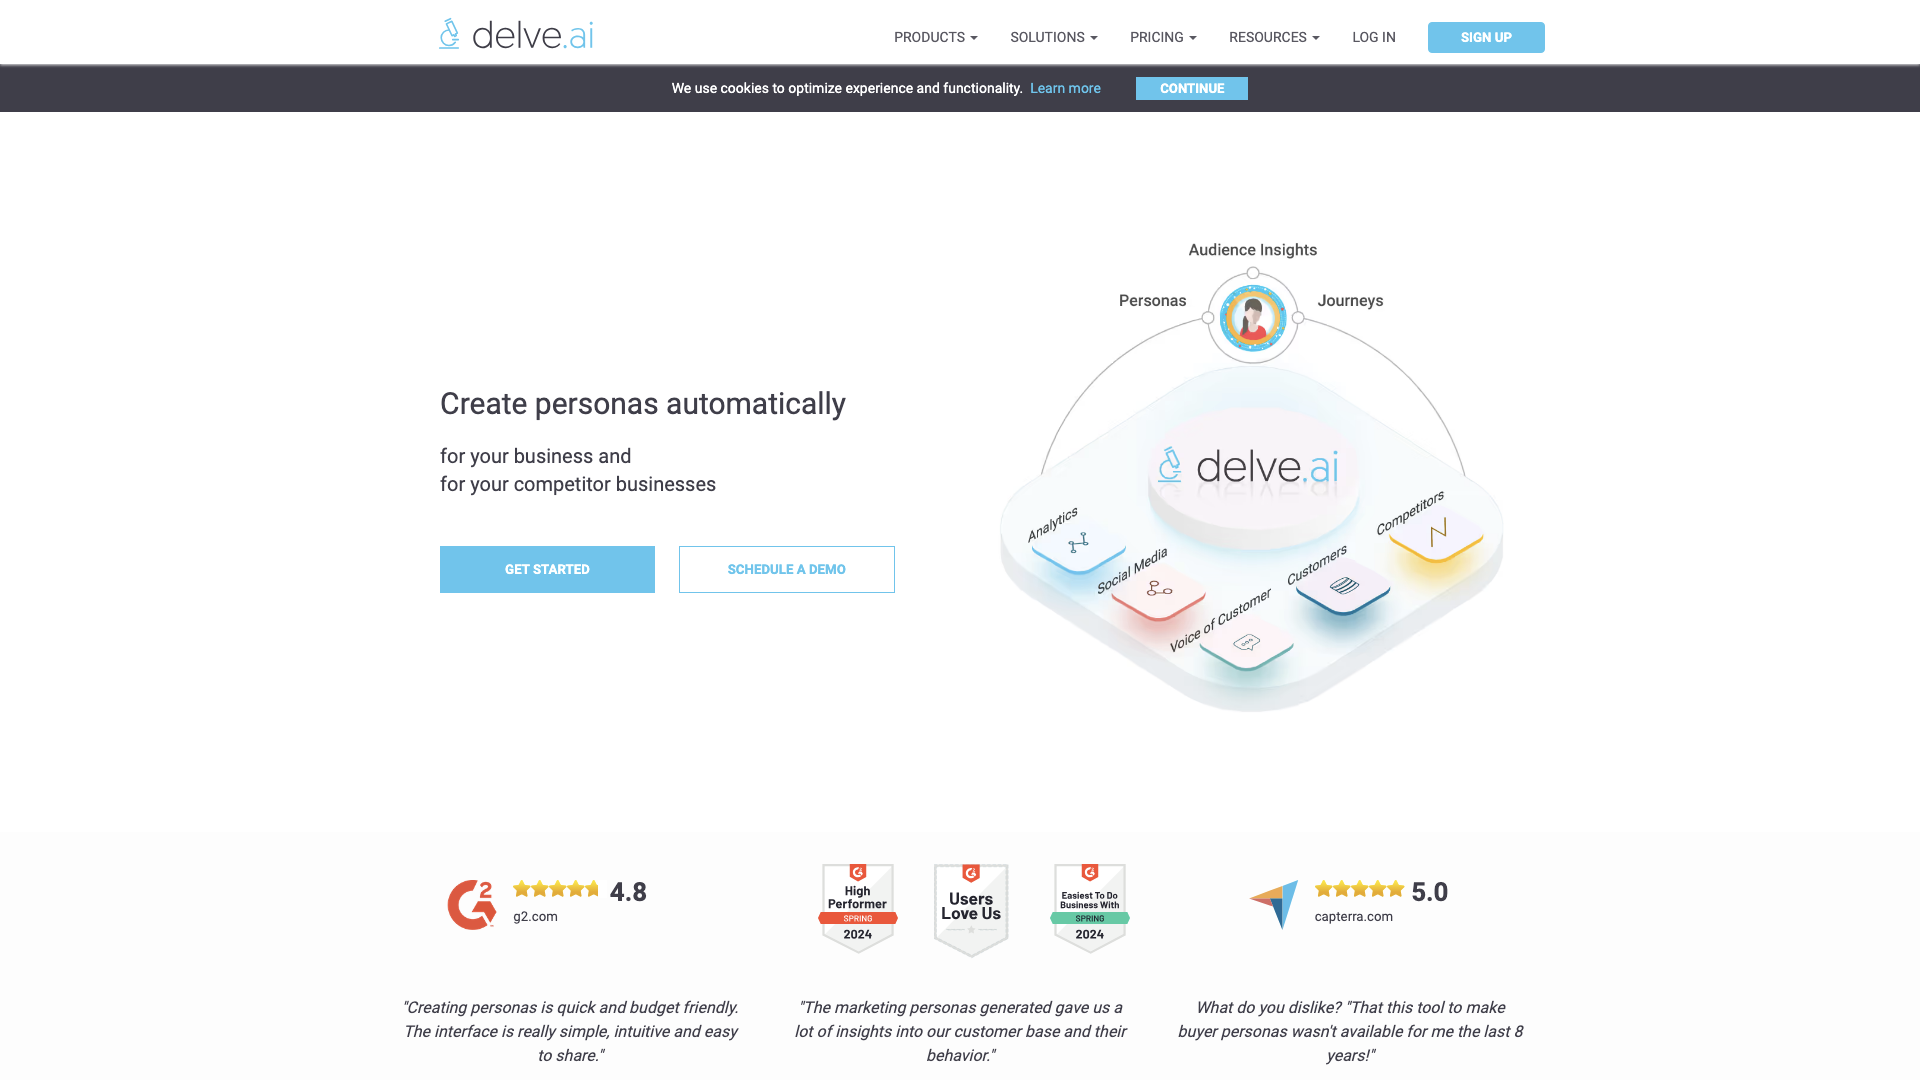 delve.ai
PRODUCTS
SOLUTIONS
PRICING
RESOURCES
LOG IN
SIGN UP
We use cookies to optimize experience and functionality. Learn more
CONTINUE
Create personas automatically
for your business and
for your competitor businesses
GET STARTED
SCHEDULE A DEMO
Audience Insights
Personas
Journeys
delve.ai
Analytics
Social Media
Voice of Customer
Customers
Competitors
G2
4.8
g2.com
High
Performer
SPRING
2024
Users
Love Us
Easiest To Do
Business With
SPRING
2024
5.0
capterra.com
"Creating personas is quick and budget friendly.
The interface is really simple, intuitive and easy
to share."
"The marketing personas generated gave us a
lot of insights into our customer base and their
behavior."
What do you dislike? "That this tool to make
buyer personas wasn't available for me the last 8
years!"